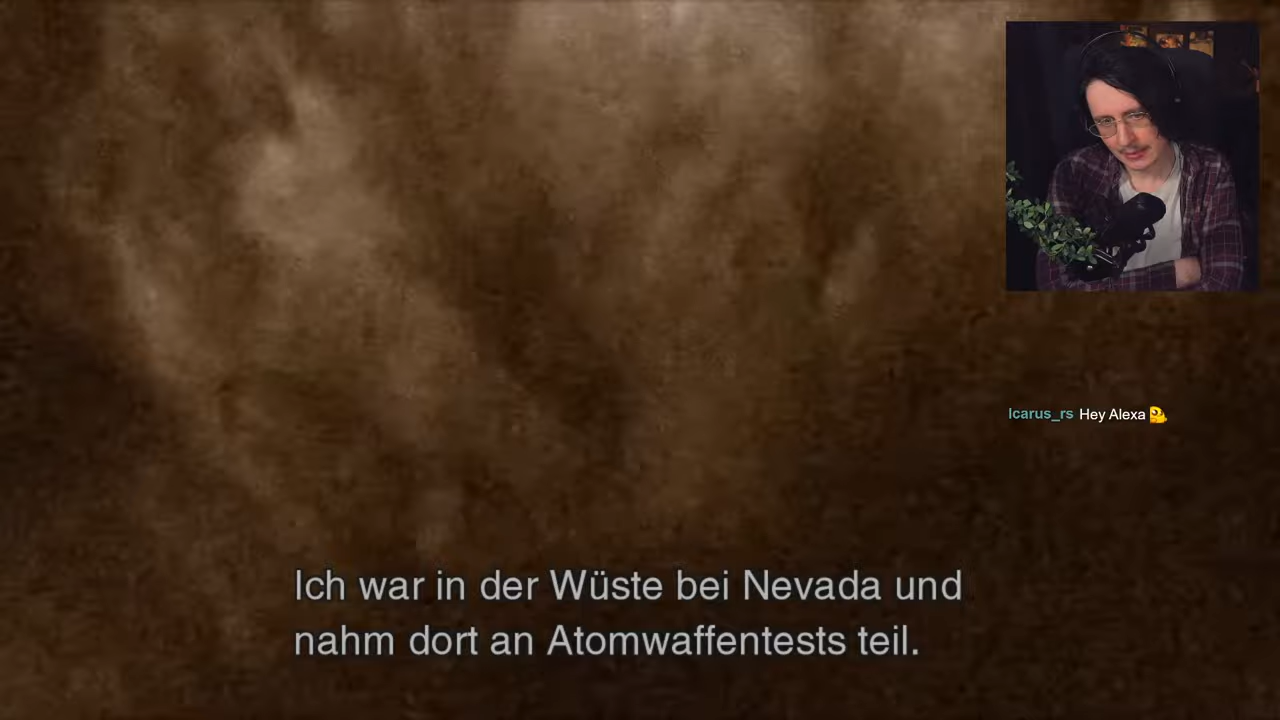 Icarus_rs Hey Alexa
Ich war in der Wüste bei Nevada und
nahm dort an Atomwaffentests teil.